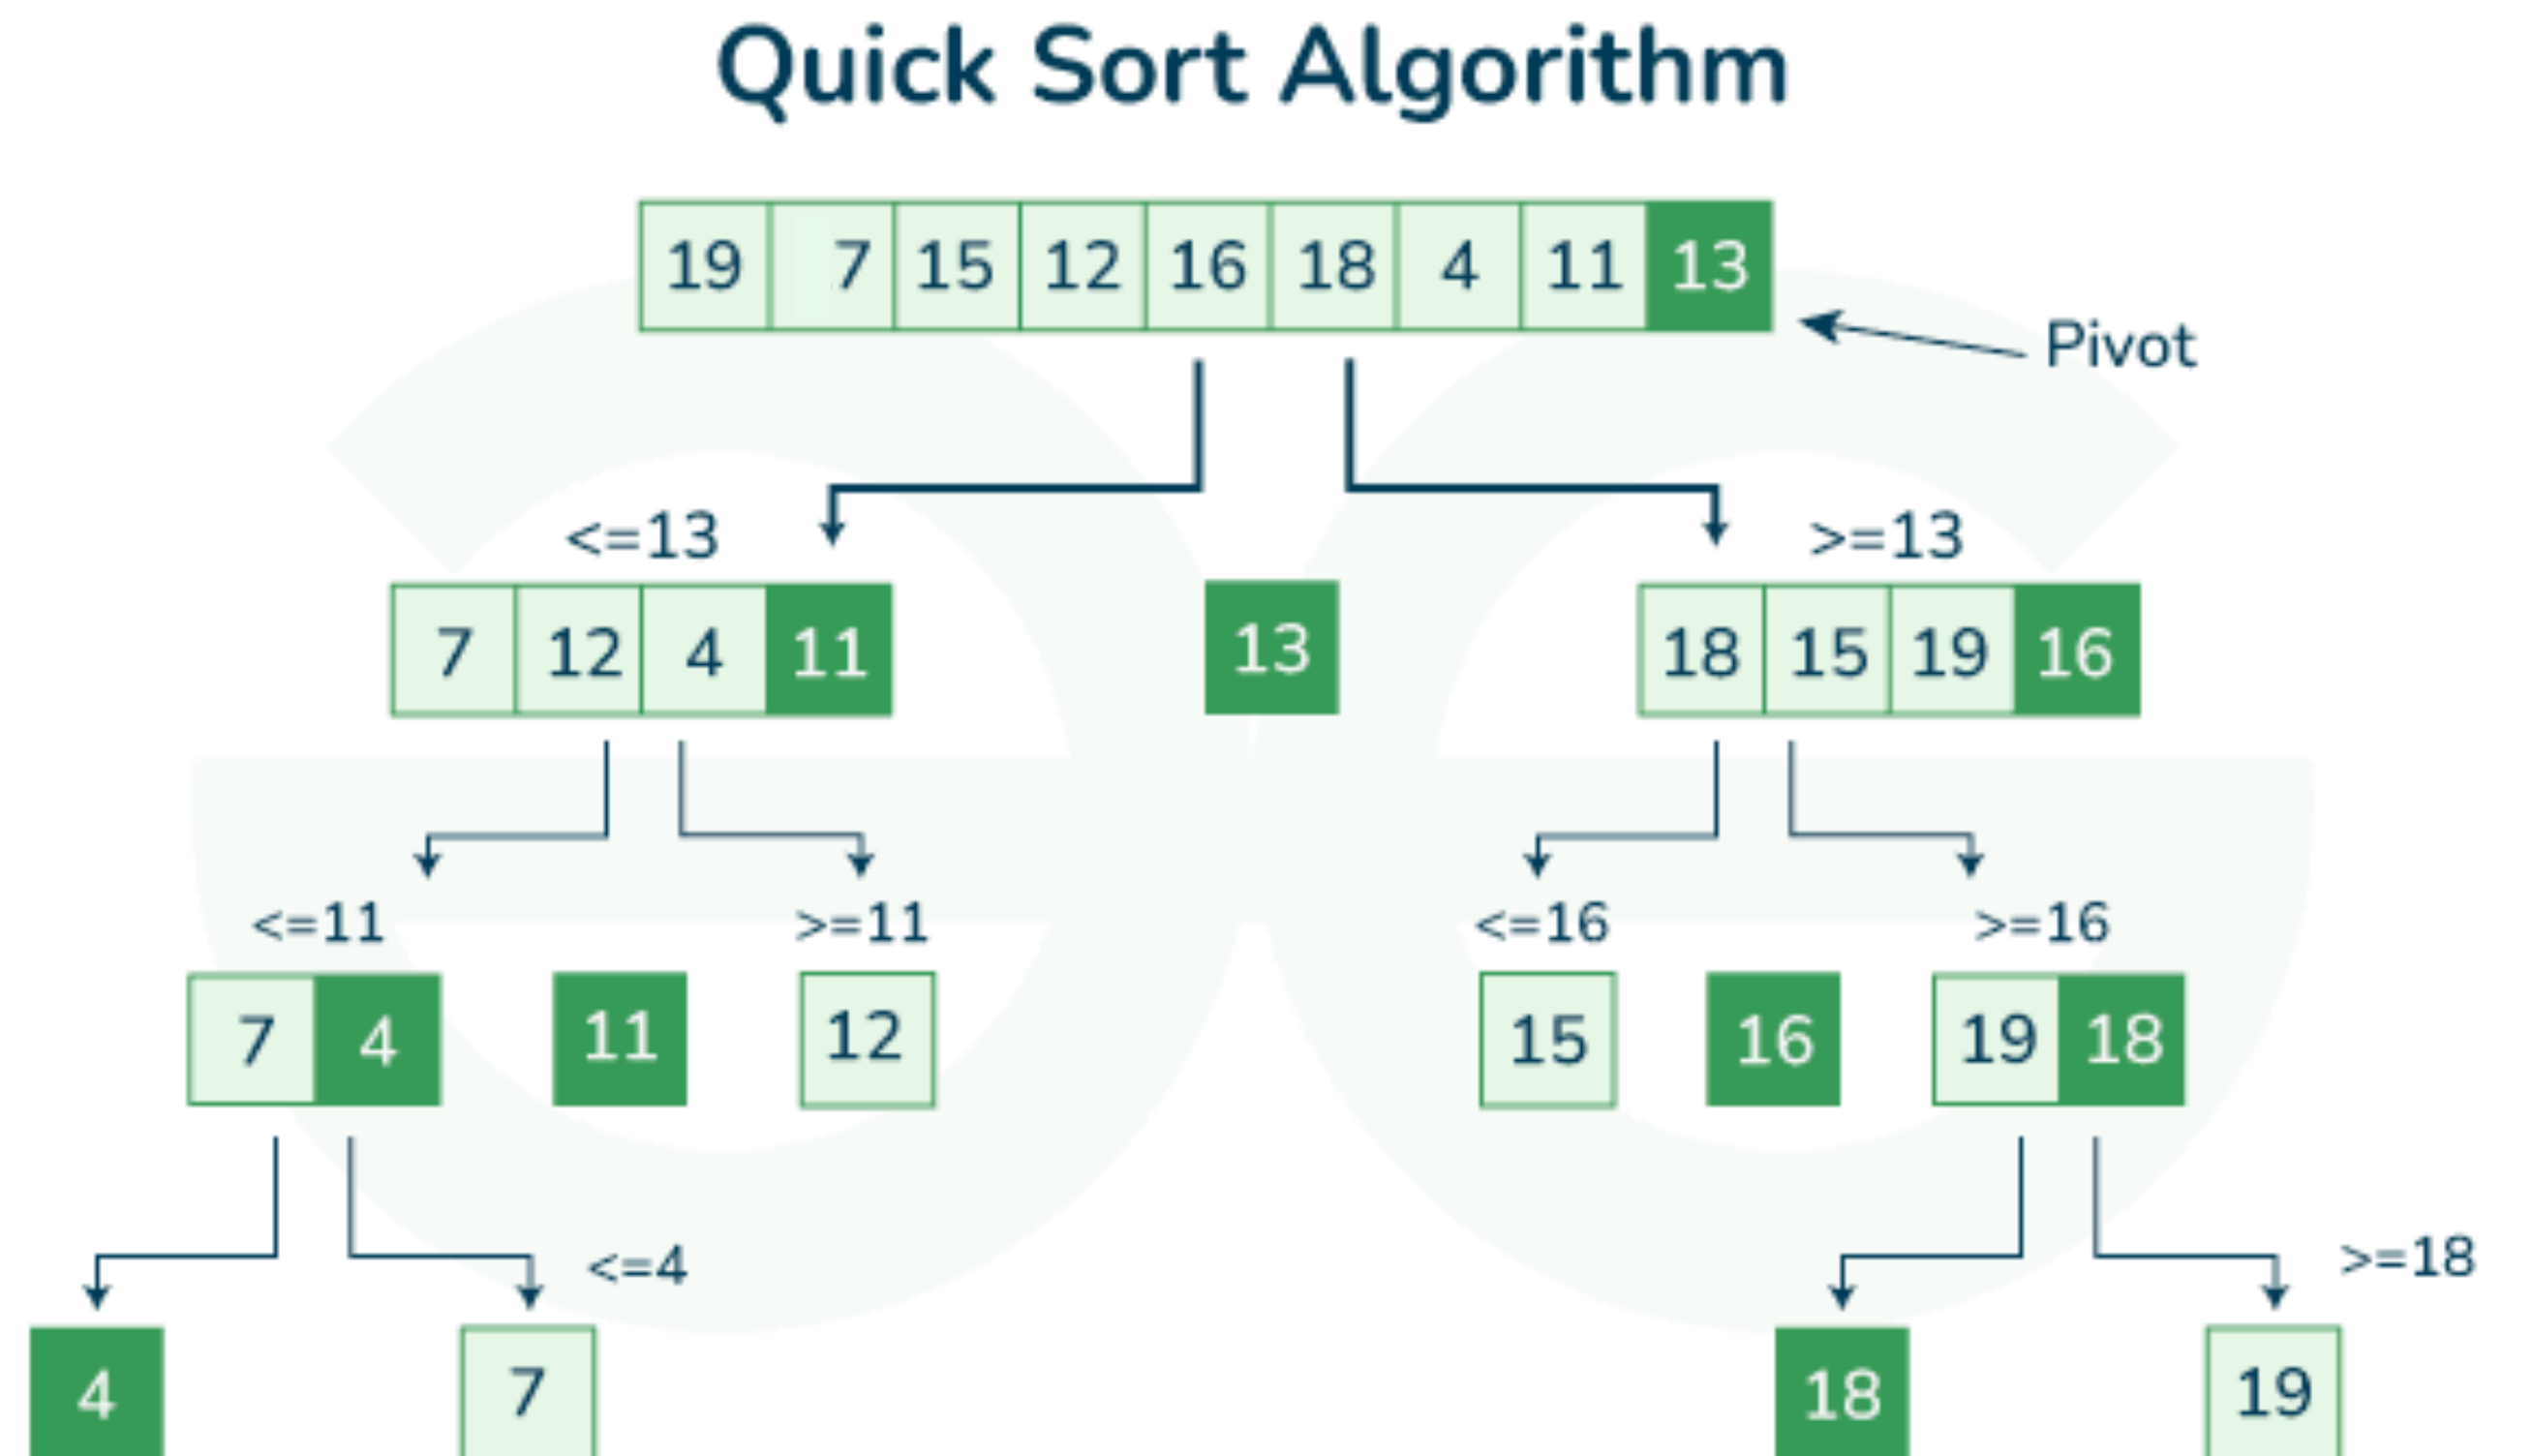 Quick Sort Algorithm
19 7 15 12 16 18 4 11 13
Pivot
<=13 >=13
7 12 4 11 13 18 15 19 16
<=11 >=11 <=16 >=16
7 4 11 12 15 16 19 18
<=4 >=18
4 7 18 19